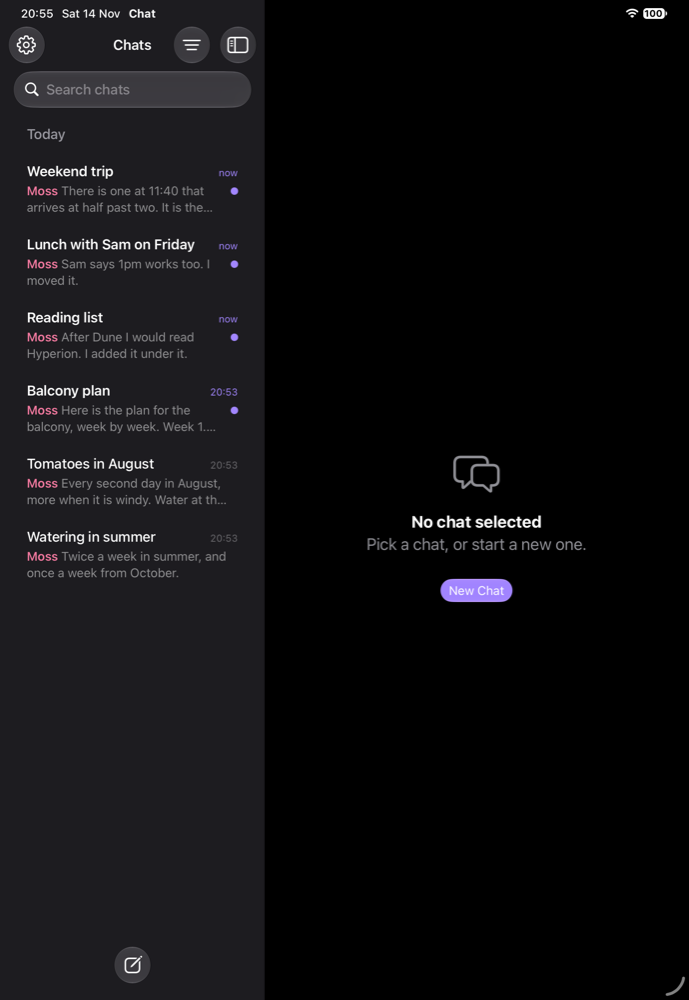 20:55 Sat 14 Nov Chat
100
Chats
Search chats
Today
Weekend trip
now
Moss There is one at 11:40 that
arrives at half past two. It is the...
Lunch with Sam on Friday
now
Moss Sam says 1pm works too. I
moved it.
Reading list
now
Moss After Dune I would read
Hyperion. I added it under it.
Balcony plan
20:53
Moss Here is the plan for the
balcony, week by week. Week 1....
Tomatoes in August
20:53
Moss Every second day in August,
more when it is windy. Water at th...
Watering in summer
20:53
Moss Twice a week in summer, and
once a week from October.
No chat selected
Pick a chat, or start a new one.
New Chat